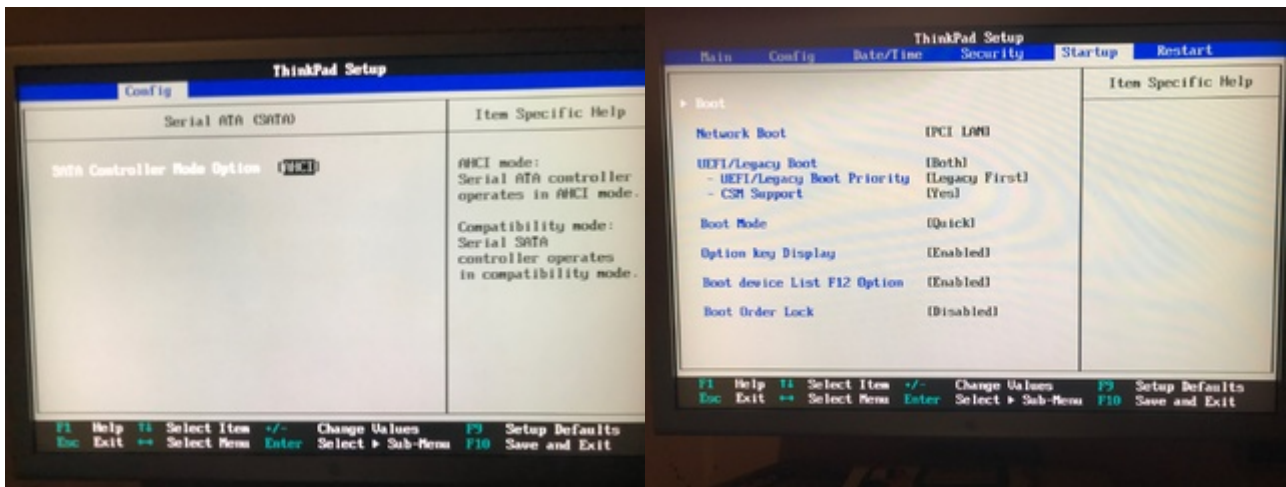 ThinkPad Setup
Config
Serial ATA (SATA)
Item Specific Help
SATA Controller Mode Option [AHCI]
AHCI mode:
Serial ATA controller
operates in AHCI mode.
Compatibility mode:
Serial SATA
controller operates
in compatibility mode.
F1 Help ↑↓ Select Item -/- Change Values F9 Setup Defaults
Esc Exit ↔ Select Menu Enter Select ▶ Sub-Menu F10 Save and Exit
ThinkPad Setup
Main Config Date/Time Security Startup Restart
Item Specific Help
▶ Boot
Network Boot [PCI LAN]
UEFI/Legacy Boot [Both]
- UEFI/Legacy Boot Priority [Legacy First]
- CSM Support [Yes]
Boot Mode [Quick]
Option key Display [Enabled]
Boot device List F12 Option [Enabled]
Boot Order Lock [Disabled]
F1 Help ↑↓ Select Item +/- Change Values F9 Setup Defaults
Esc Exit ↔ Select Menu Enter Select ▶ Sub-Menu F10 Save and Exit